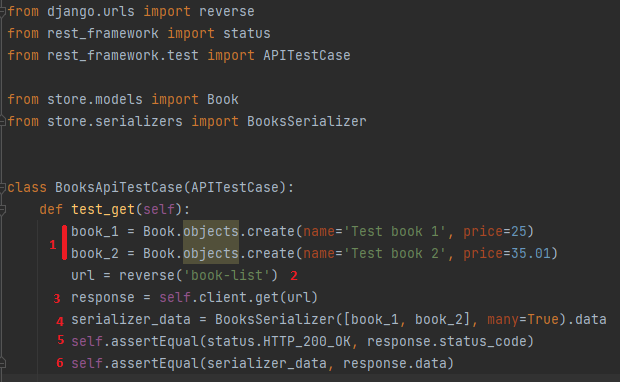 from django.urls import reverse
from rest_framework import status
from rest_framework.test import APITestCase
from store.models import Book
from store.serializers import BooksSerializer
class BooksApiTestCase(APITestCase):
def test_get(self):
1 book_1 = Book.objects.create(name='Test book 1', price=25)
book_2 = Book.objects.create(name='Test book 2', price=35.01)
url = reverse('book-list') 2
3 response = self.client.get(url)
4 serializer_data = BooksSerializer([book_1, book_2], many=True).data
5 self.assertEqual(status.HTTP_200_OK, response.status_code)
6 self.assertEqual(serializer_data, response.data)